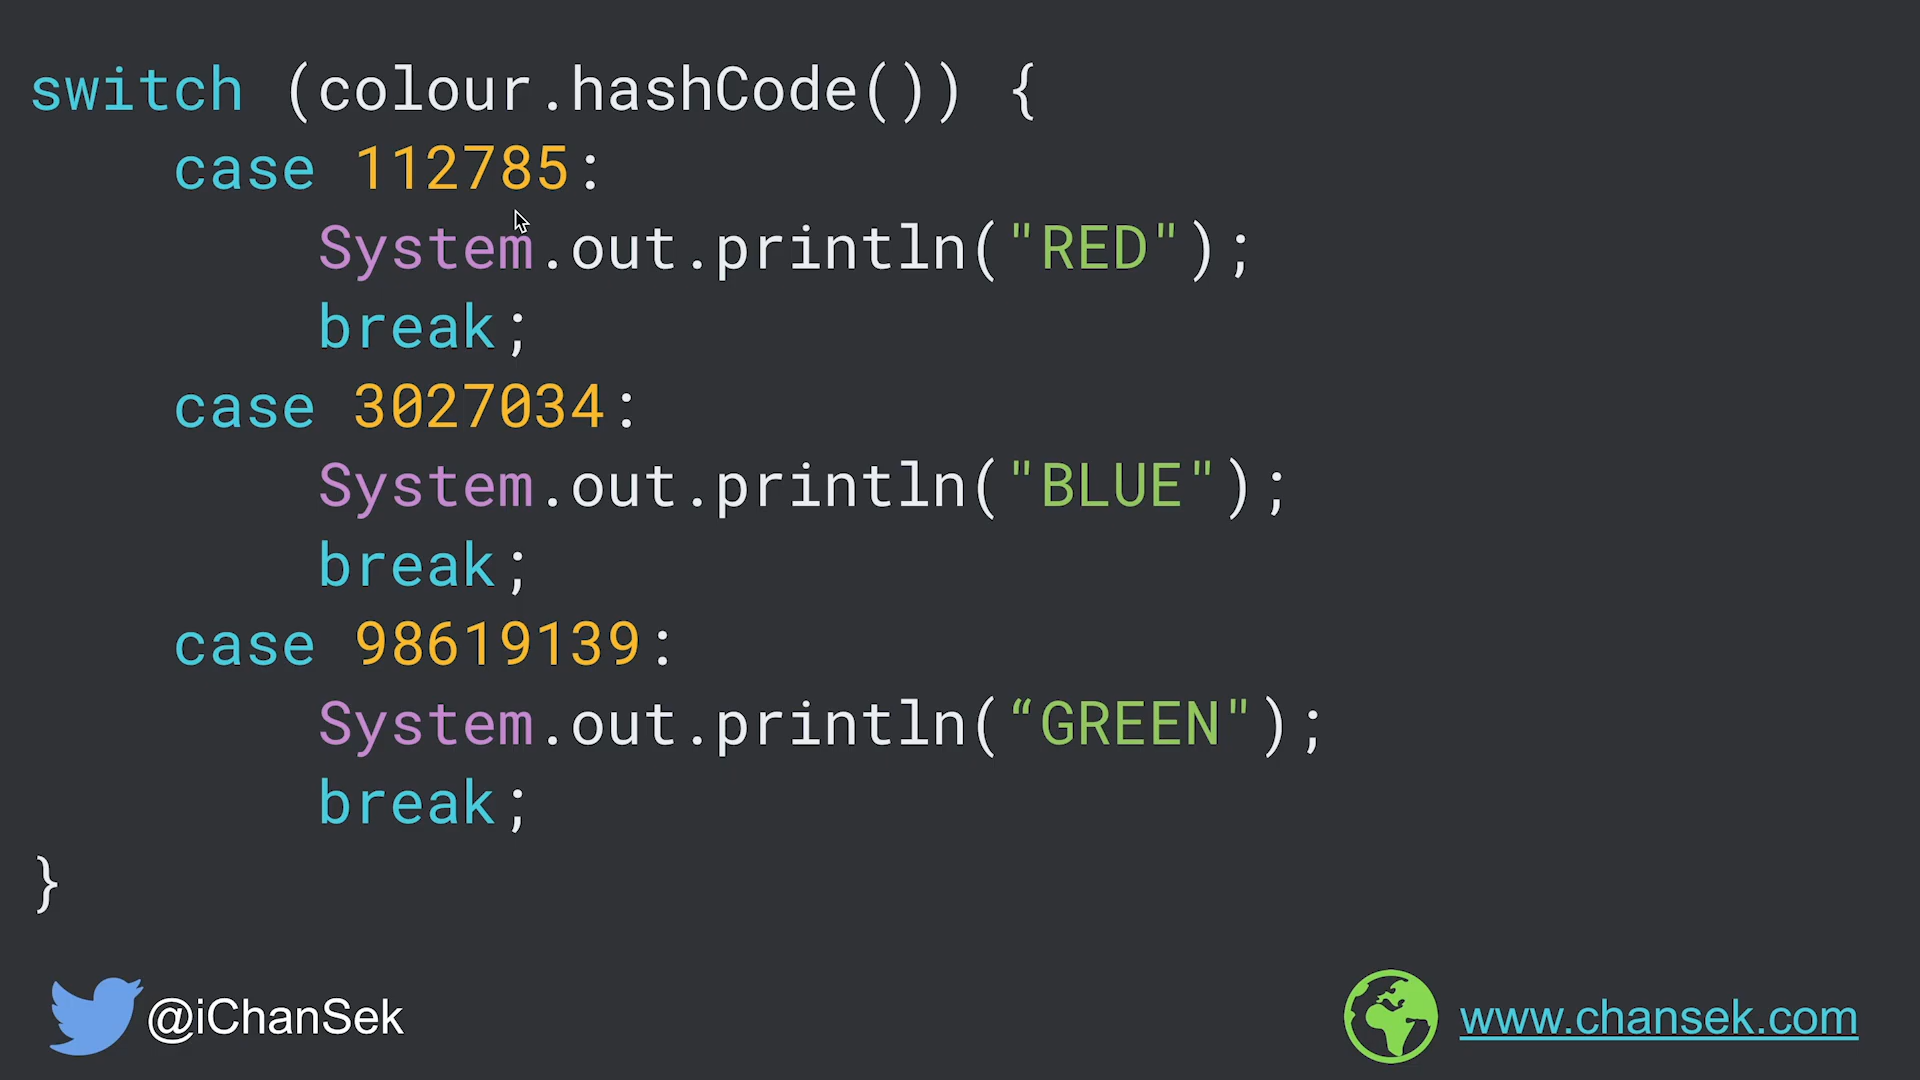 switch (colour.hashCode()) {
    case 112785:
        System.out.println("RED");
        break;
    case 3027034:
        System.out.println("BLUE");
        break;
    case 98619139:
        System.out.println(“GREEN");
        break;
}
@iChanSek
www.chansek.com